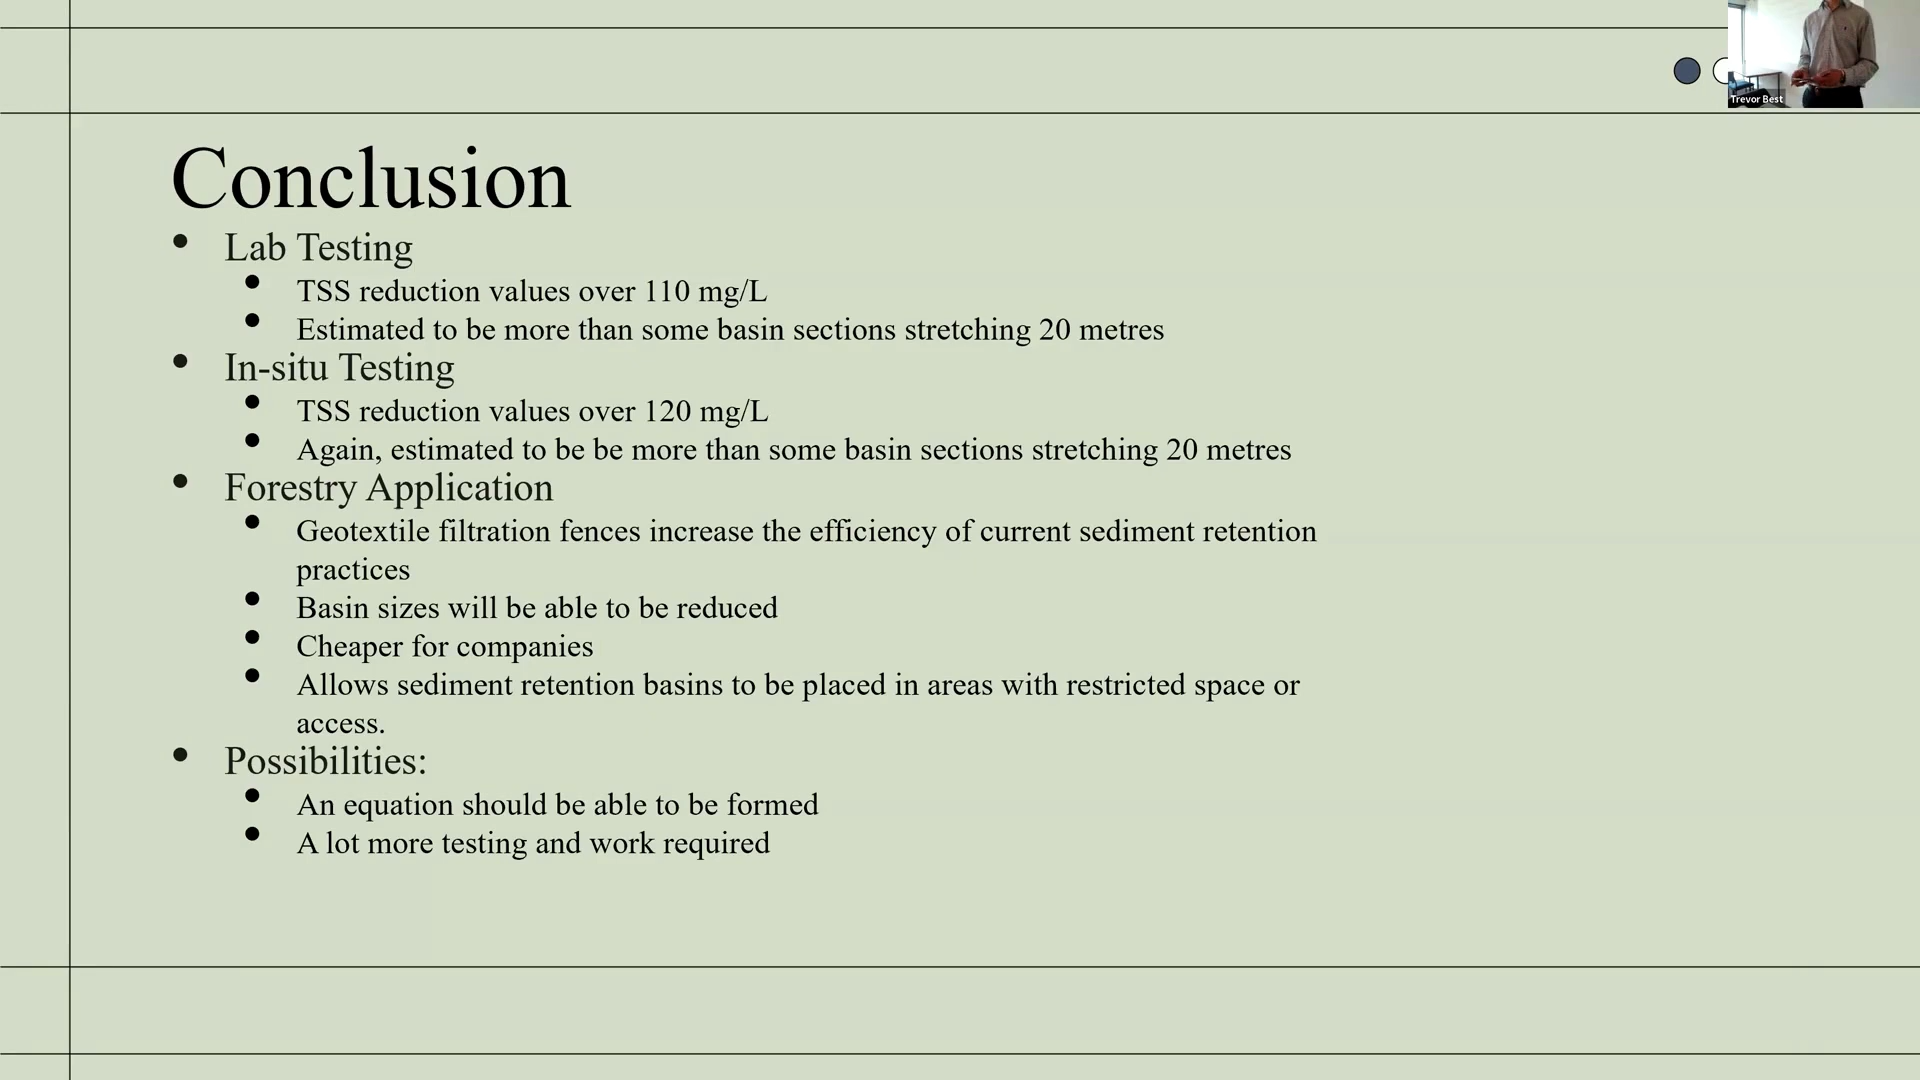 Trevor Best
Conclusion
• Lab Testing
• TSS reduction values over 110 mg/L
• Estimated to be more than some basin sections stretching 20 metres
• In-situ Testing
• TSS reduction values over 120 mg/L
• Again, estimated to be be more than some basin sections stretching 20 metres
• Forestry Application
• Geotextile filtration fences increase the efficiency of current sediment retention
practices
• Basin sizes will be able to be reduced
• Cheaper for companies
• Allows sediment retention basins to be placed in areas with restricted space or
access.
• Possibilities:
• An equation should be able to be formed
• A lot more testing and work required